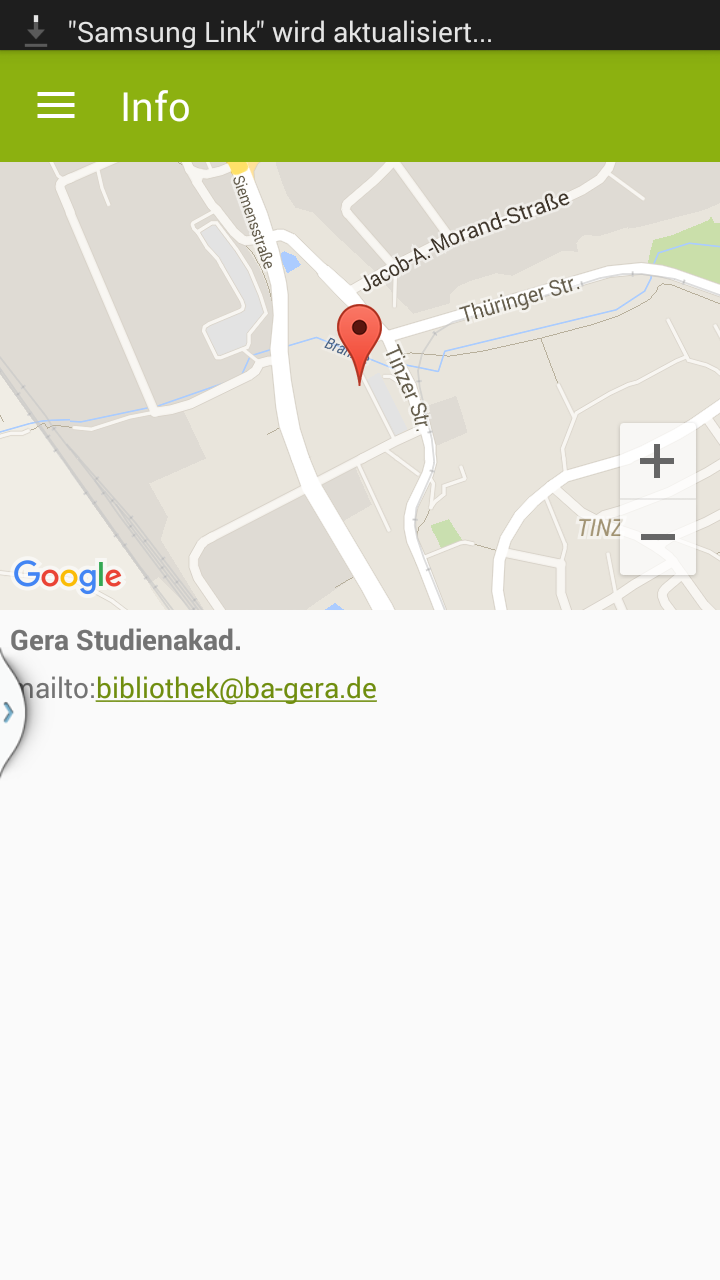 "Samsung Link" wird aktualisiert...
Info
Siemensstraße
Jacob-A.-Morand-Straße
Thüringer Str.
Tinzer Str.
TINZ
Google
Gera Studienakad.
mailto:bibliothek@ba-gera.de